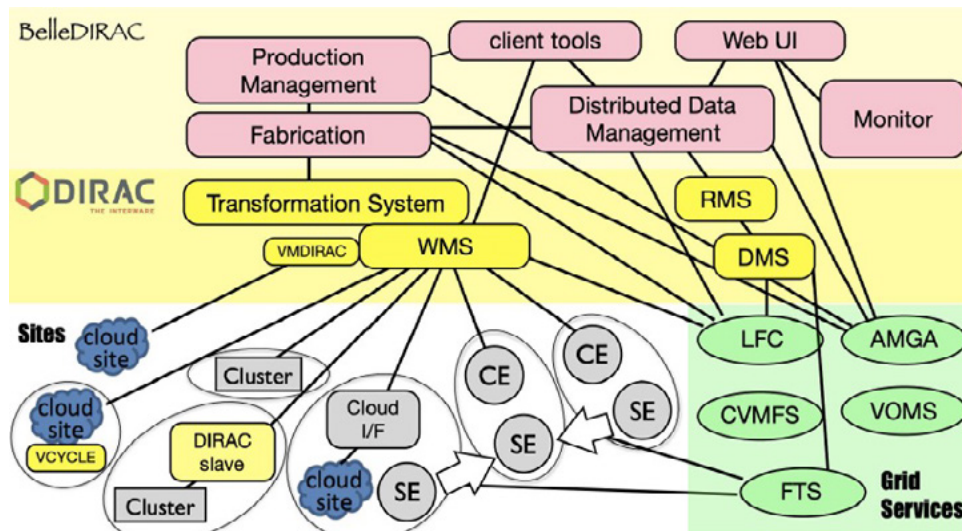 BelleDIRAC
client tools
Web UI
Production
Management
Distributed Data
Management
Monitor
Fabrication
DIRAC
THE INTERWARE
Transformation System
RMS
VMDIRAC
WMS
DMS
Sites
cloud
site
LFC
AMGA
Cluster
CE
CE
cloud
site
VCYCLE
Cloud
I/F
SE
CVMFS
VOMS
DIRAC
slave
SE
Cluster
cloud
site
SE
FTS
Grid
Services